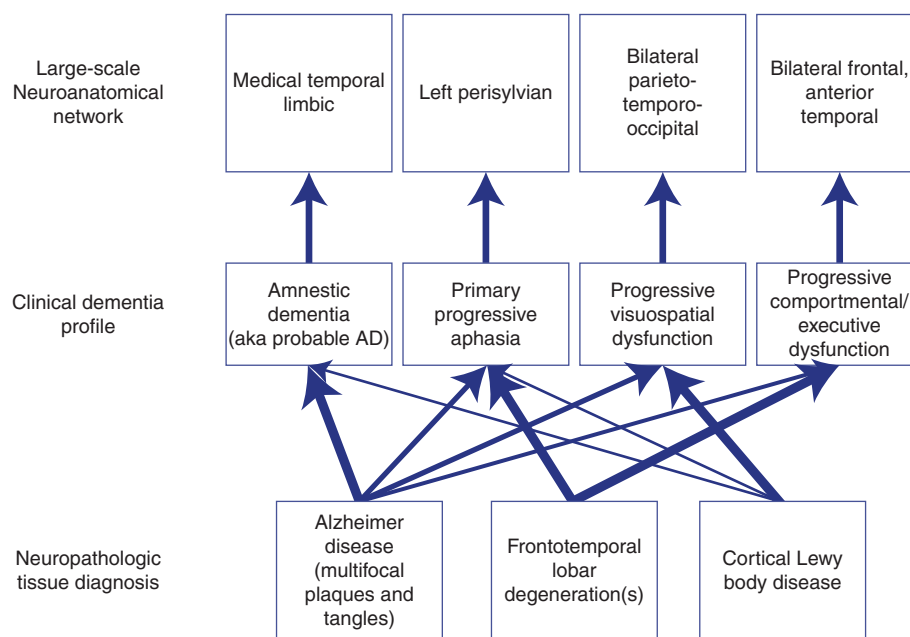 Large-scale
Neuroanatomical
network
Medical temporal
limbic
Left perisylvian
Bilateral
parieto-
temporo-
occipital
Bilateral frontal,
anterior
temporal
Clinical dementia
profile
Amnestic
dementia
(aka probable AD)
Primary
progressive
aphasia
Progressive
visuospatial
dysfunction
Progressive
comportmental/
executive
dysfunction
Neuropathologic
tissue diagnosis
Alzheimer
disease
(multifocal
plaques and
tangles)
Frontotemporal
lobar
degeneration(s)
Cortical Lewy
body disease